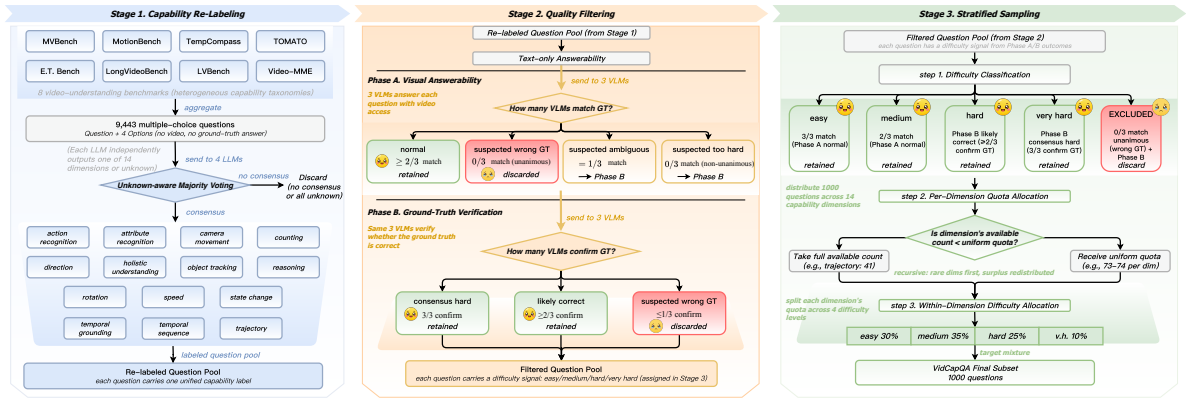 Stage 1. Capability Re-Labeling
MVBench
MotionBench
TempCompass
TOMATO
E.T. Bench
LongVideoBench
LVBench
Video-MME
8 video-understanding benchmarks (heterogeneous capability taxonomies)
aggregate
9,443 multiple-choice questions
Question + 4 Options (no video, no ground-truth answer)
(Each LLM Independently
outputs one of 14
dimensions or unknown)
send to 4 LLMs
Unknown-aware Majority Voting
no consensus
Discard
(no consensus
or all unknown)
consensus
action
recognition
attribute
recognition
camera
movement
counting
direction
holistic
understanding
object tracking
reasoning
rotation
speed
state change
temporal
grounding
temporal
sequence
trajectory
labeled question pool
Re-labeled Question Pool
each question carries one unified capability label
Stage 2. Quality Filtering
Re-labeled Question Pool (from Stage 1)
Text-only Answerability
Phase A. Visual Answerability
send to 3 VLMs
3 VLMs answer each
question with video
access
How many VLMs match GT?
normal
≥ 2/3 match
retained
suspected wrong GT
0/3 match (unanimous)
discarded
suspected ambiguous
= 1/3 match
→ Phase B
suspected too hard
0/3 match (non-unanimous)
→ Phase B
Phase B. Ground-Truth Verification
send to 3 VLMs
Same 3 VLMs verify
whether the ground truth
is correct
How many VLMs confirm GT?
consensus hard
3/3 confirm
retained
likely correct
≥2/3 confirm
retained
suspected wrong GT
≤1/3 confirm
discarded
Filtered Question Pool
each question carries a difficulty signal: easy/medium/hard/very hard (assigned in Stage 3)
Stage 3. Stratified Sampling
Filtered Question Pool (from Stage 2)
each question has a difficulty signal from Phase A/B outcomes
step 1. Difficulty Classification
easy
3/3 match
(Phase A normal)
retained
medium
2/3 match
(Phase A normal)
retained
hard
Phase B likely
correct (≥2/3
confirm GT)
retained
very hard
Phase B
consensus hard
(3/3 confirm GT)
retained
EXCLUDED
0/3 match
unanimous
(wrong GT) +
Phase B
discard
distribute 1000
questions across 14
capability dimensions
step 2. Per-Dimension Quota Allocation
Is dimension's available
count < uniform quota?
Take full available count
(e.g., trajectory: 41)
Receive uniform quota
(e.g., 73–74 per dim)
recursive: rare dims first, surplus redistributed
split each dimension's
quota across 4 difficulty
levels
step 3. Within-Dimension Difficulty Allocation
easy 30%
medium 35%
hard 25%
v.h. 10%
target mixture
VidCapQA Final Subset
1000 questions